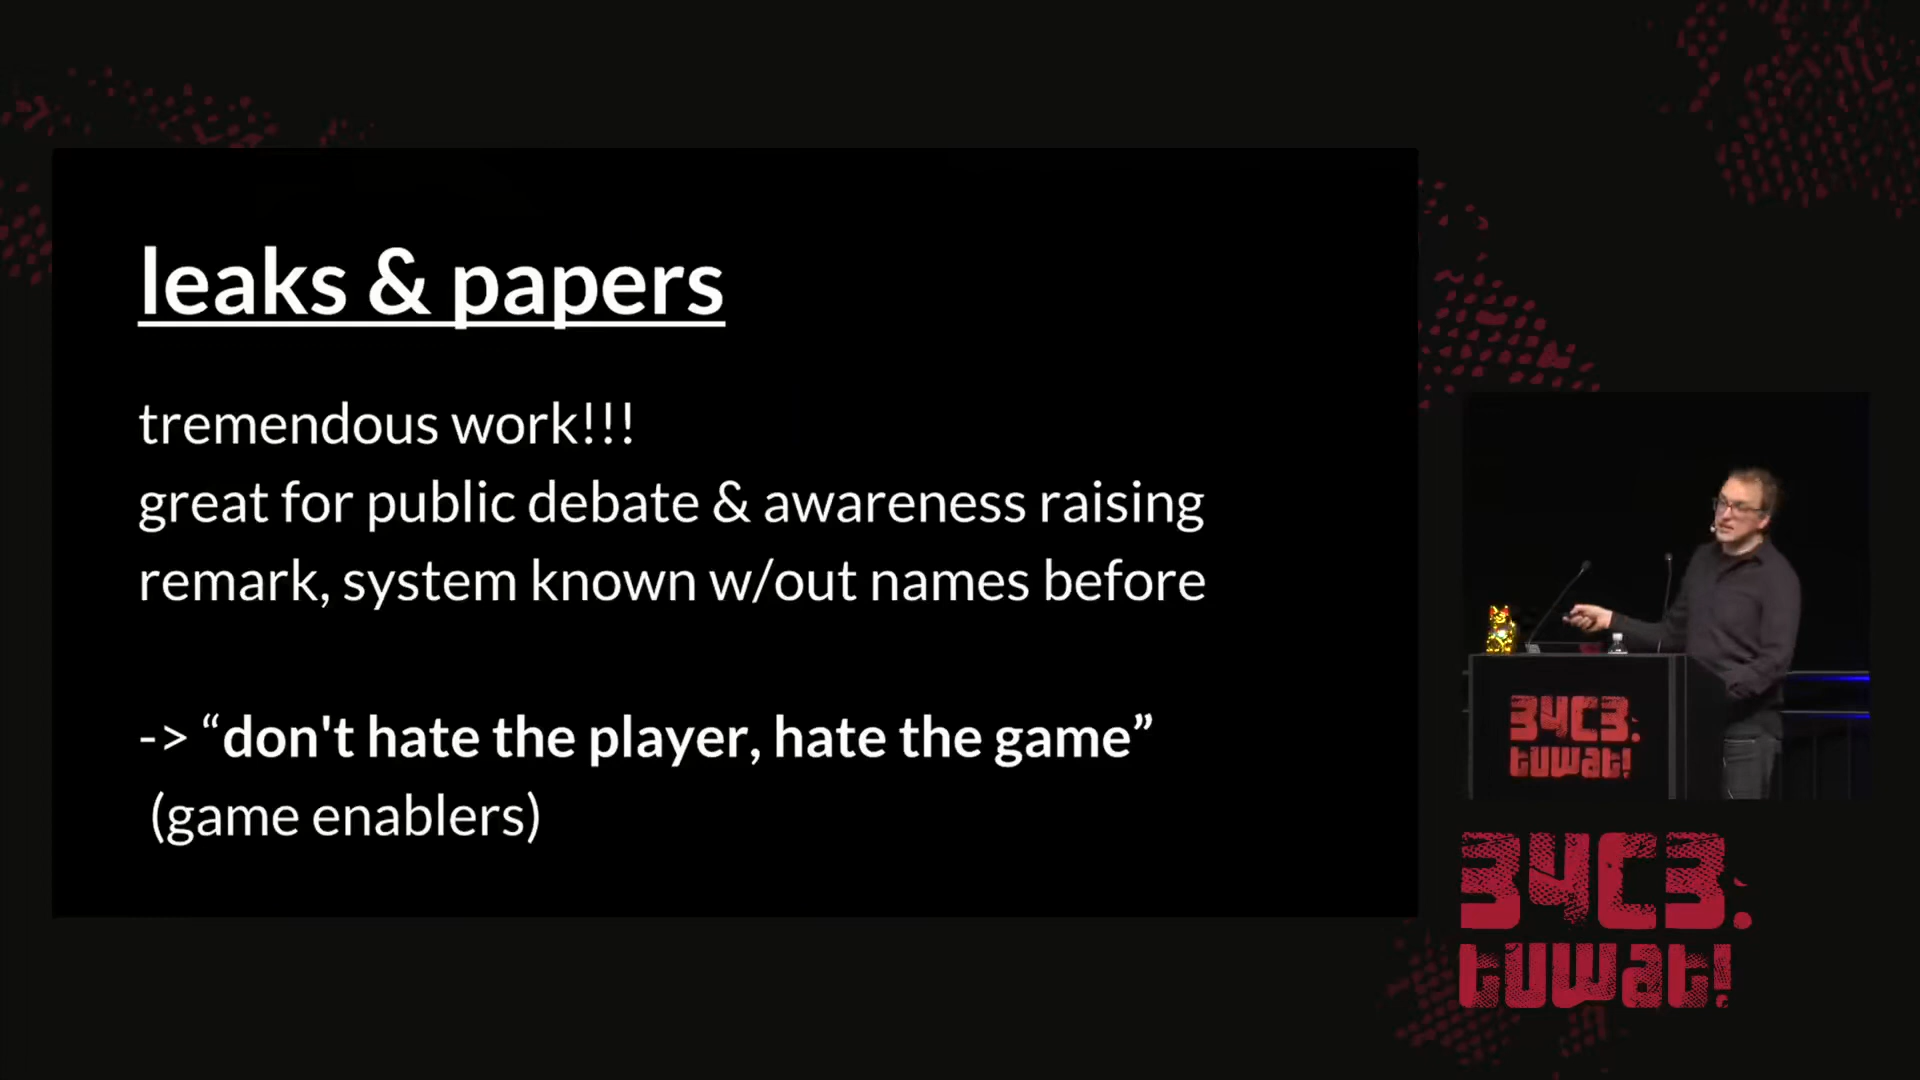 leaks & papers
tremendous work!!!
great for public debate & awareness raising
remark, system known w/out names before
-> “don't hate the player, hate the game”
(game enablers)
34C3.
tuwat!
34C3.
tuwat!